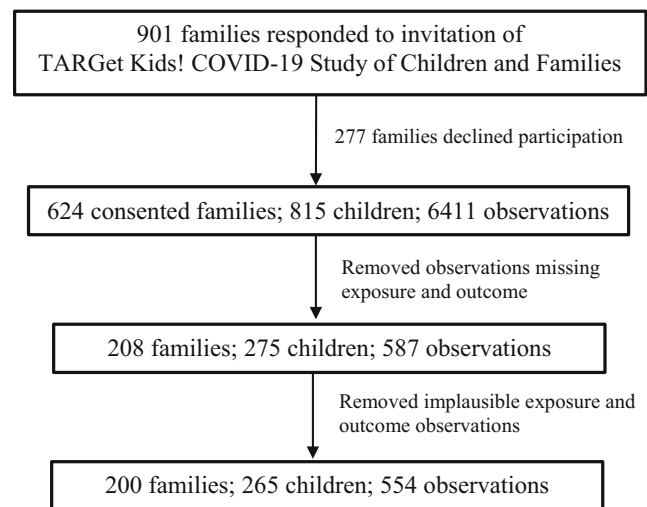 901 families responded to invitation of
TARGet Kids! COVID-19 Study of Children and Families
277 families declined participation
624 consented families; 815 children; 6411 observations
Removed observations missing
exposure and outcome
208 families; 275 children; 587 observations
Removed implausible exposure and
outcome observations
200 families; 265 children; 554 observations